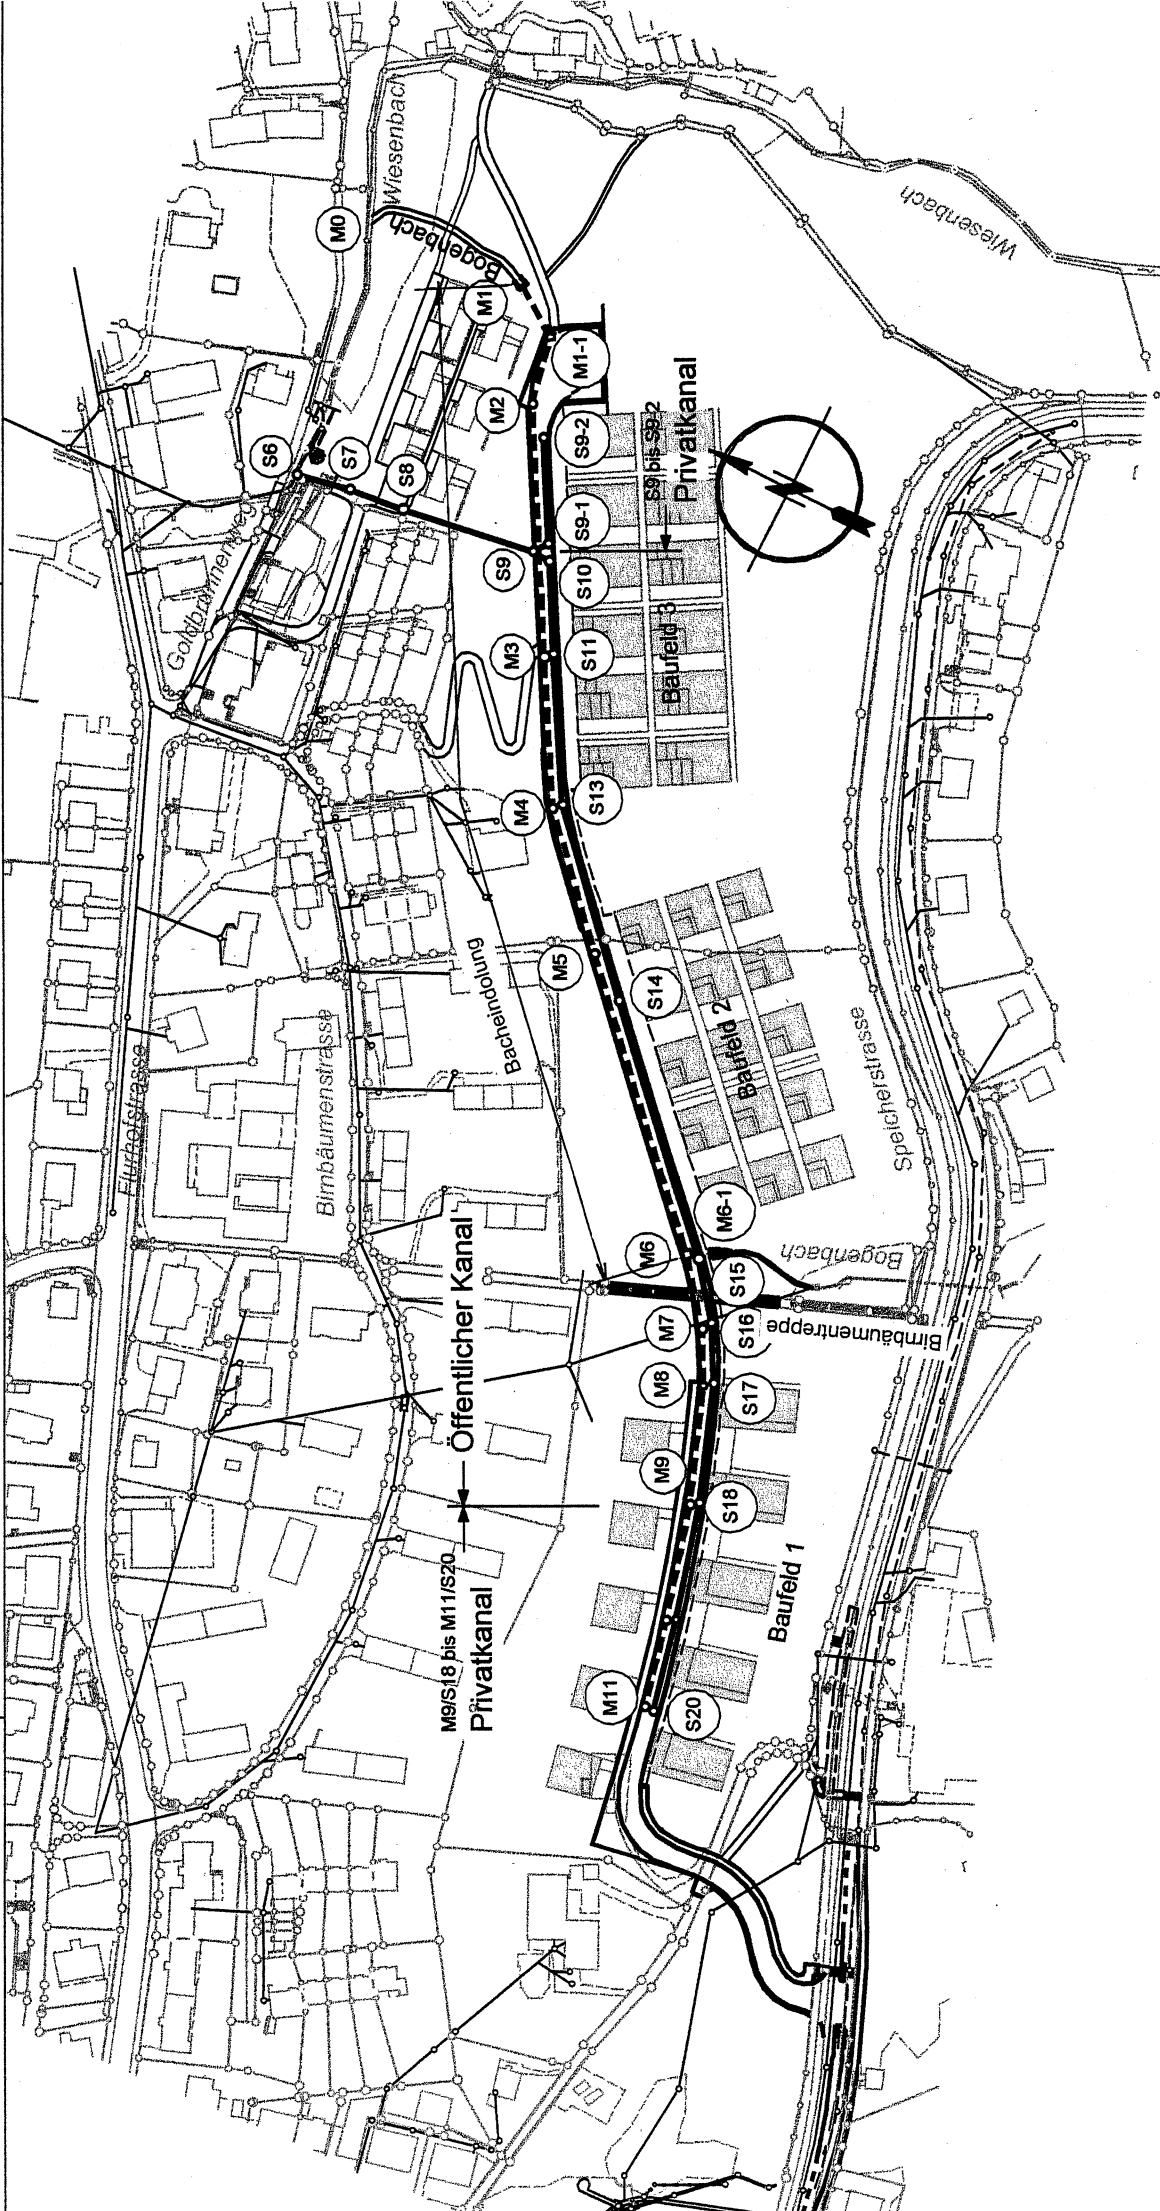 Wiesenbach
M0
Bogenbach
M1
M1-1
M2
S6
S7
S8
S9-2
S9 bis S9-2
Privatkanal
Wiesenbach
Goldbrunnenweg
S9
S9-1
S10
M3
S11
Baufeld 3
M4
S13
Bacheindolung
M5
S14
Baufeld 2
Flurhofstrasse
Birnbäumenstrasse
Speicherstrasse
M6
M6-1
Bogenbach
S15
M7
S16
Birnbäumentreppe
Öffentlicher Kanal
M8
S17
M9
S18
M9/S18 bis M11/S20
Privatkanal
Baufeld 1
M11
S20